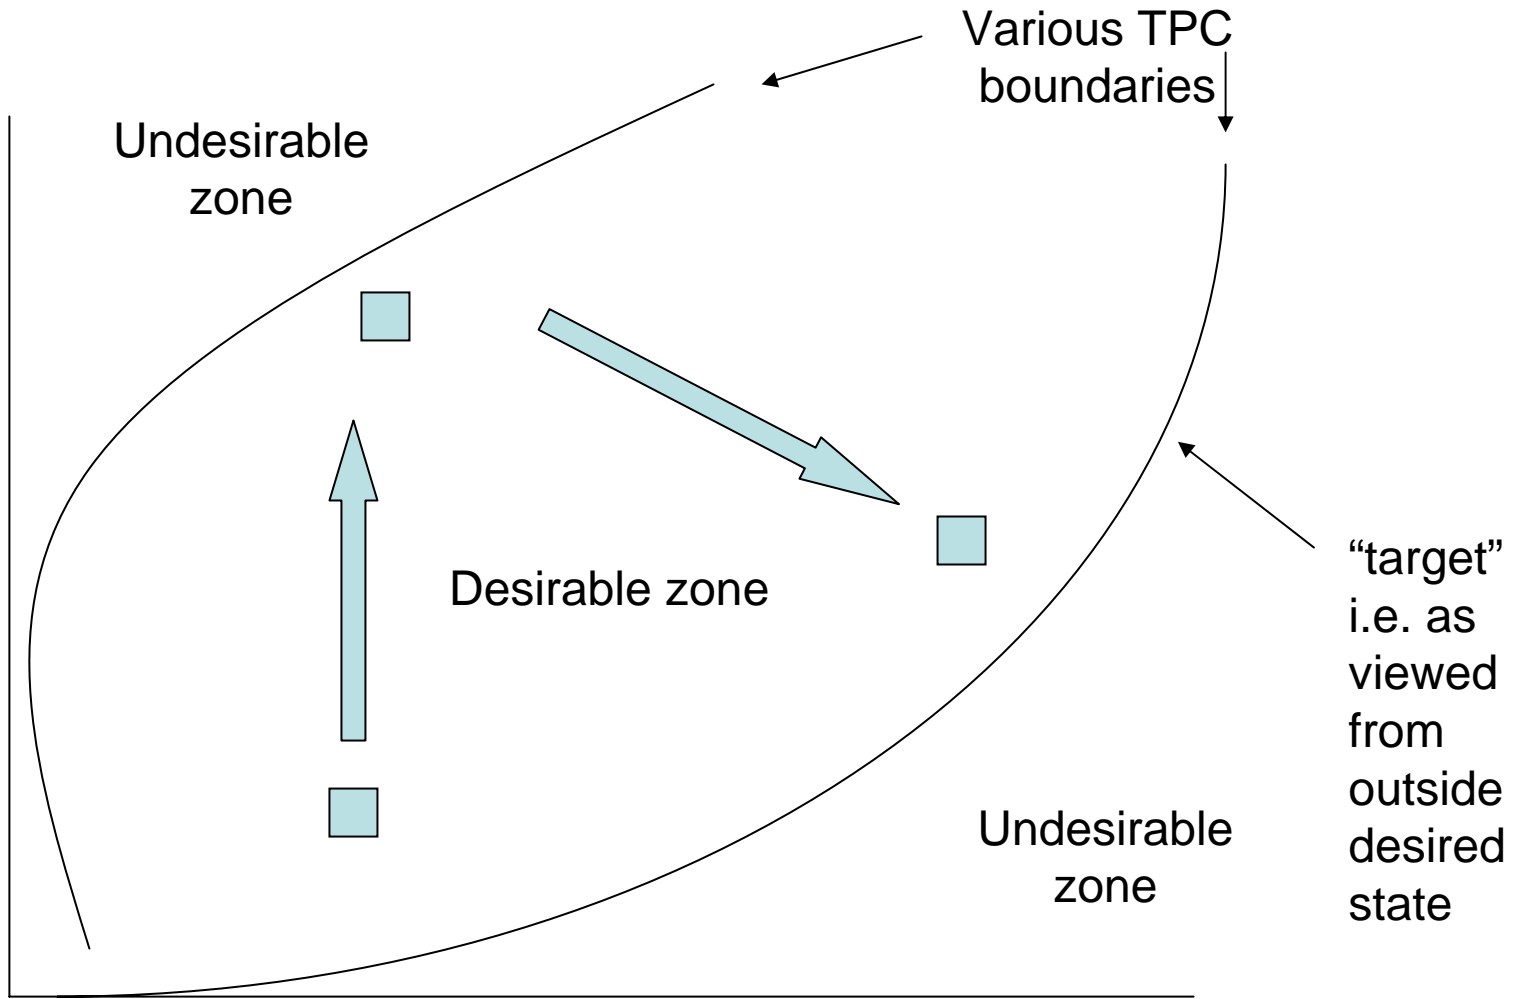 Various TPC
boundaries
Undesirable
zone
Desirable zone
“target”
i.e. as
viewed
from
outside
desired
state
Undesirable
zone